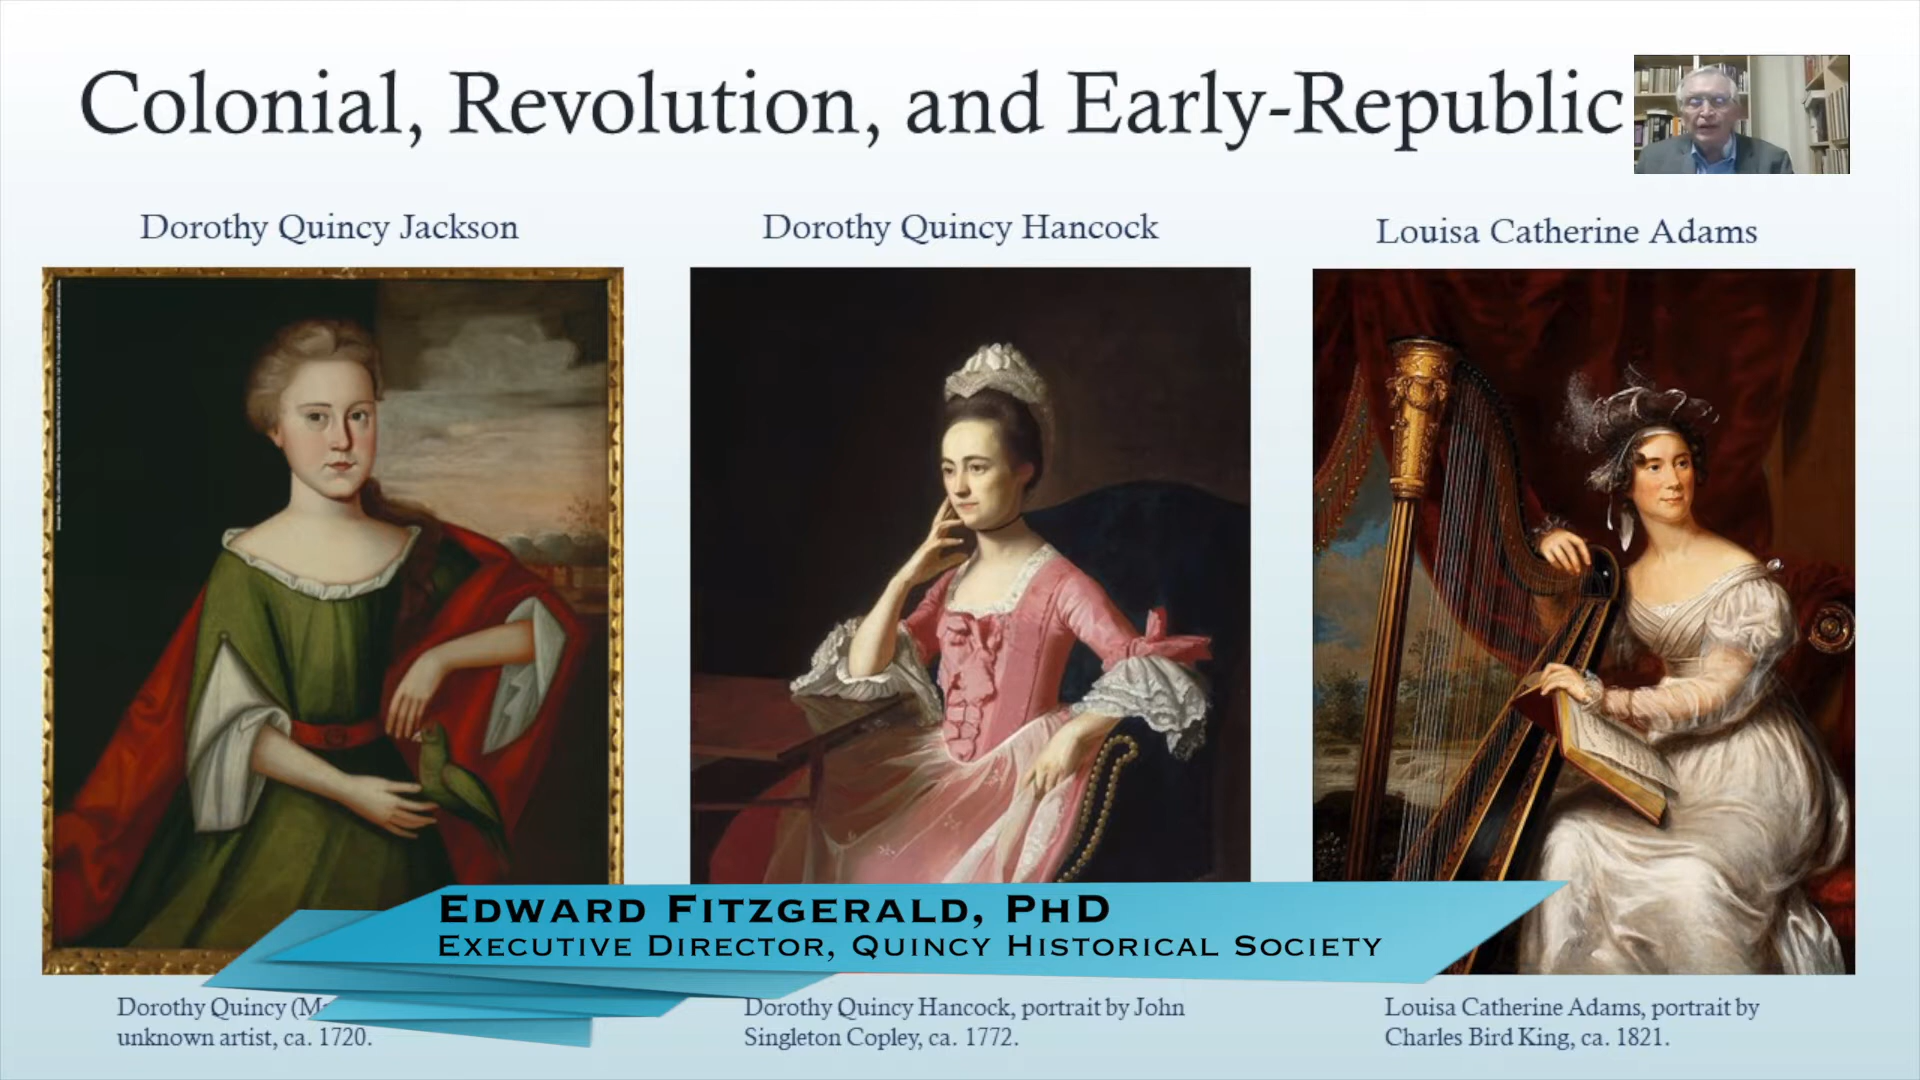 Colonial, Revolution, and Early-Republic
Dorothy Quincy Jackson
Dorothy Quincy Hancock
Louisa Catherine Adams
EDWARD FITZGERALD, PHD
EXECUTIVE DIRECTOR, QUINCY HISTORICAL SOCIETY
Dorothy Quincy
unknown artist, ca. 1720.
Dorothy Quincy Hancock, portrait by John
Singleton Copley, ca. 1772.
Louisa Catherine Adams, portrait by
Charles Bird King, ca. 1821.